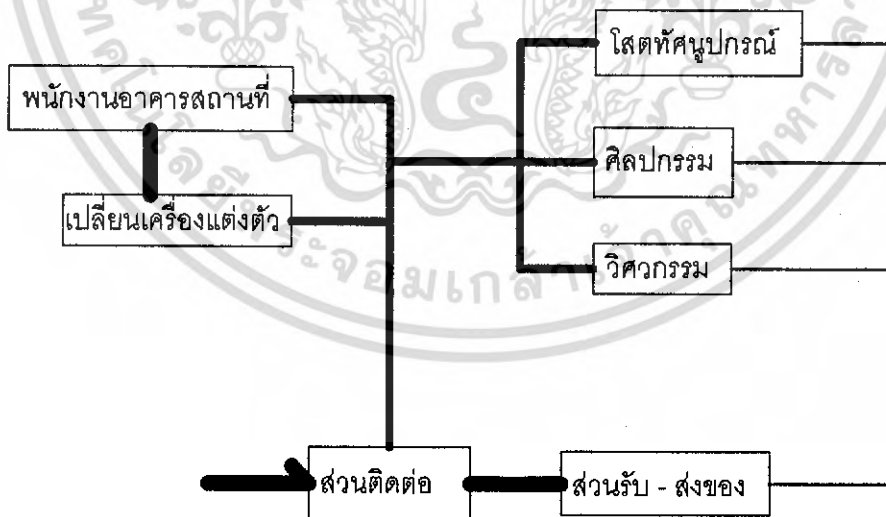 โสตทัศนูปกรณ์
พนักงานอาคารสถานที่
ศิลปกรรม
เปลี่ยนเครื่องแต่งตัว
วิศวกรรม
ส่วนติดต่อ
ส่วนรับ - ส่งของ